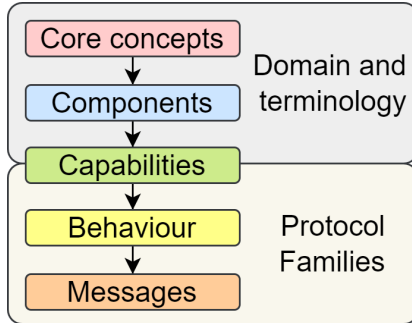 Core concepts
Domain and
terminology
Components
Capabilities
Behaviour
Protocol
Families
Messages